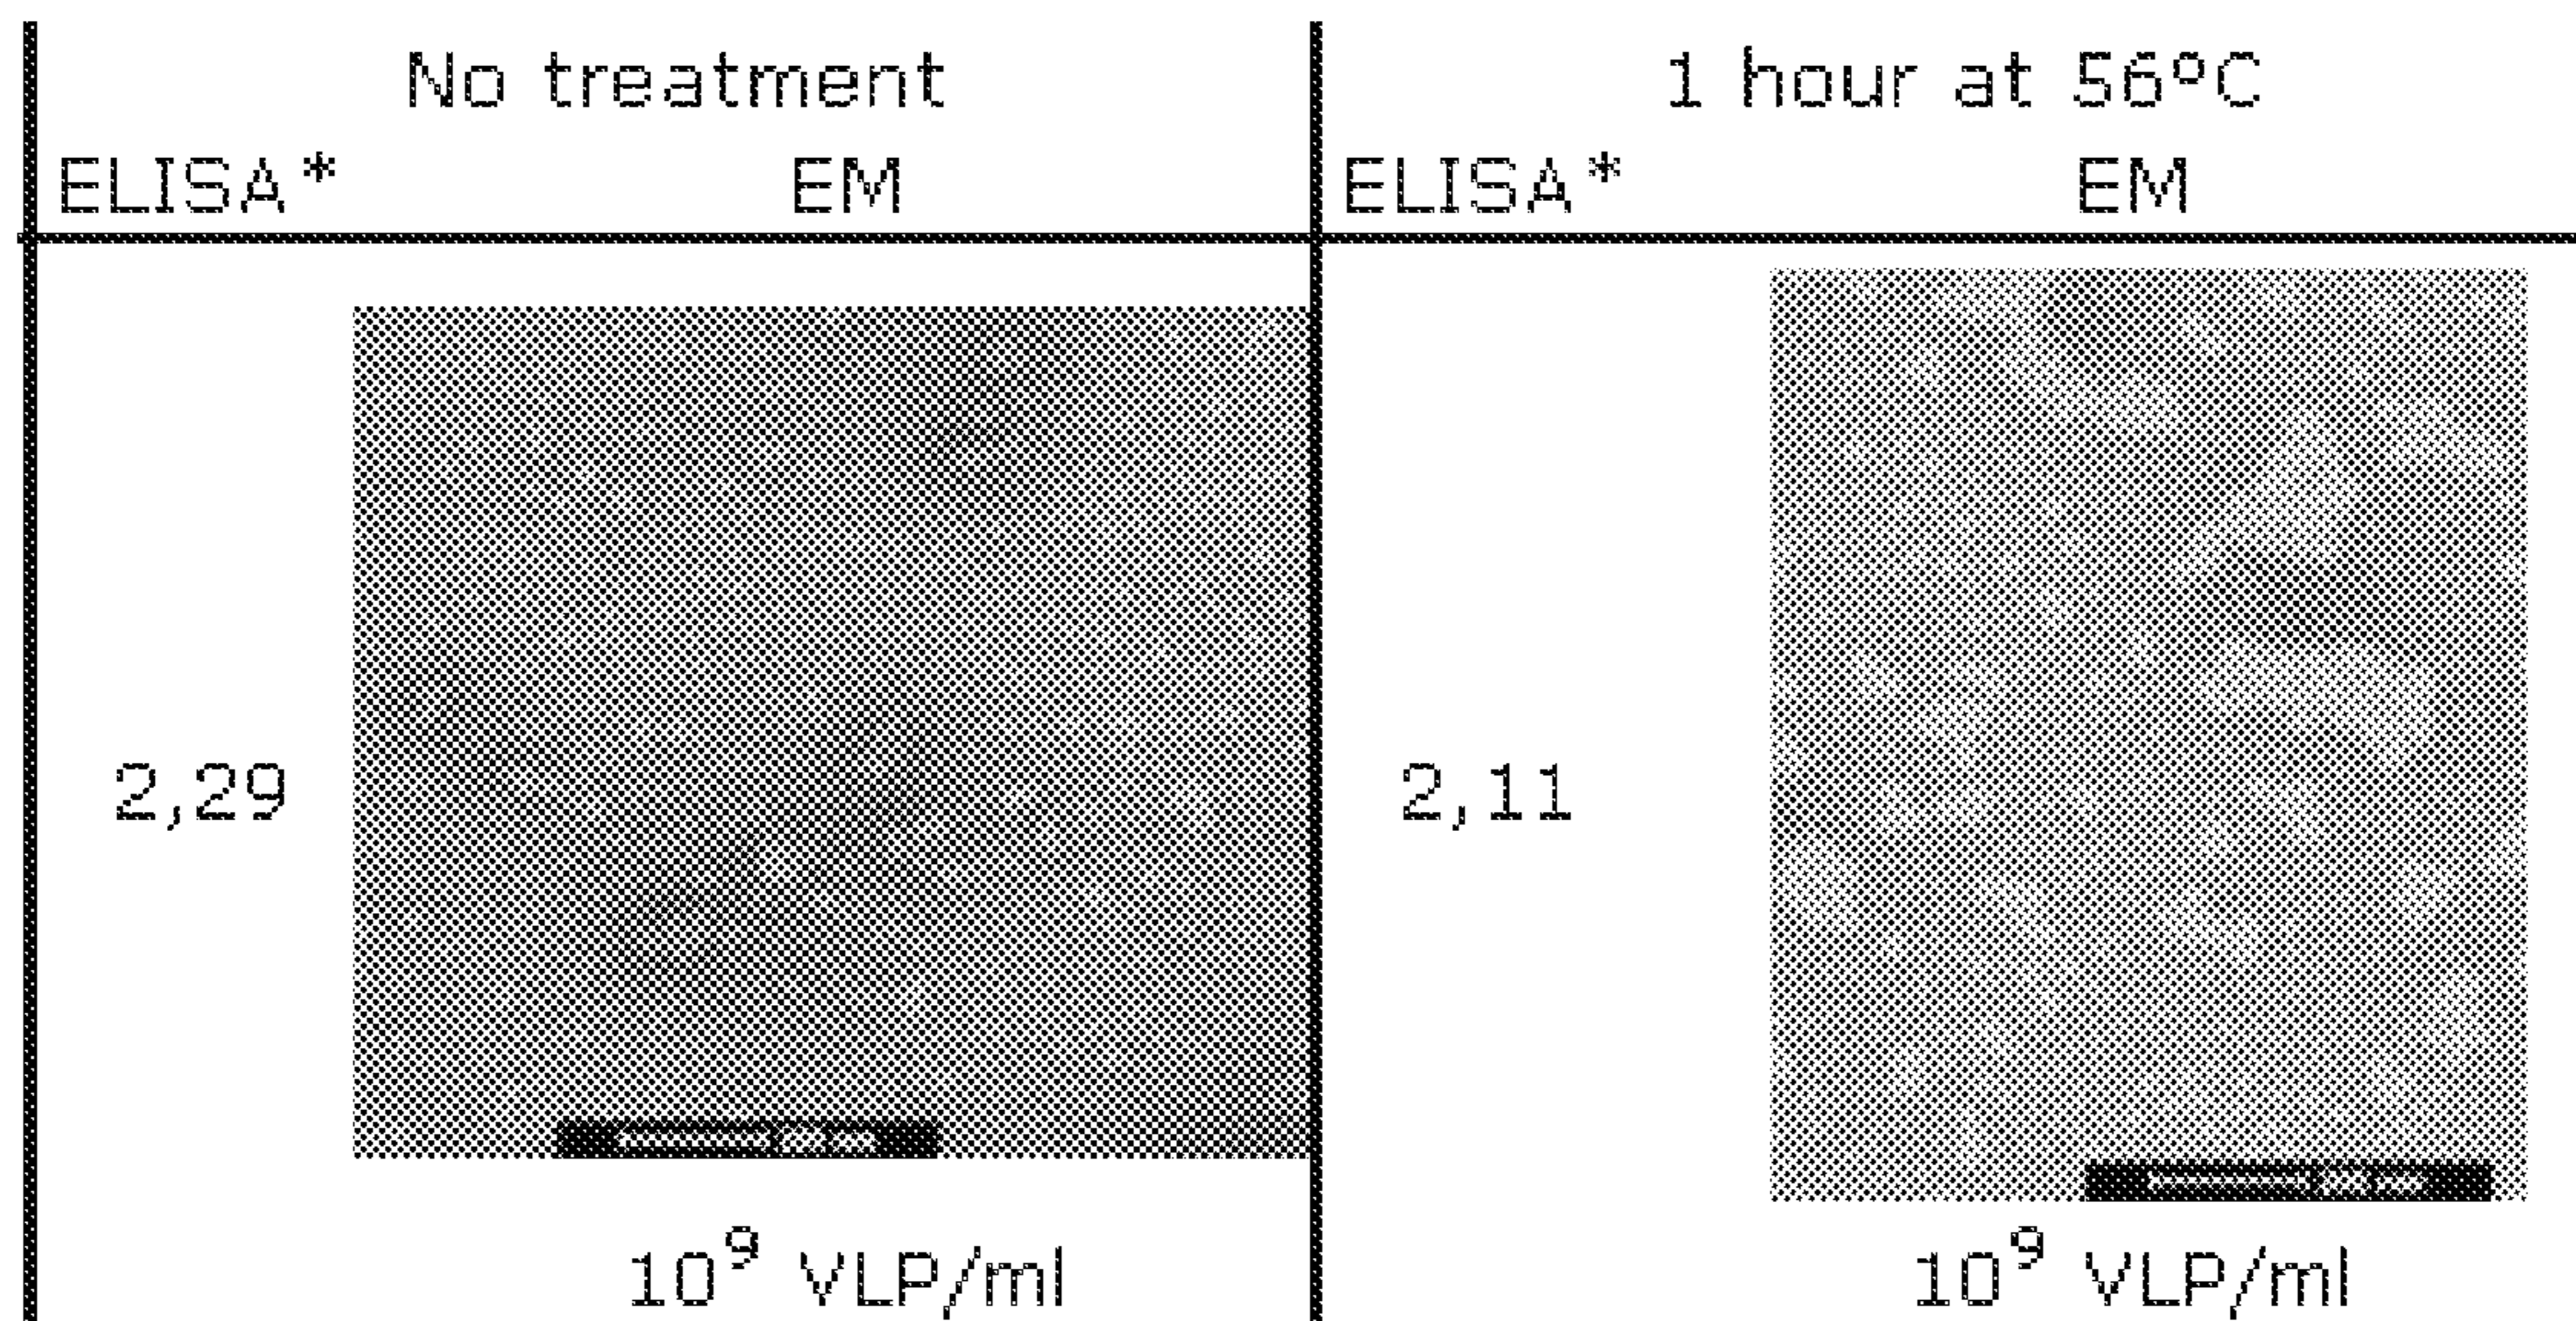 No treatment
ELISA* EM
2,29
10⁹ VLP/ml
1 hour at 56ºC
ELISA* EM
2,11
10⁹ VLP/ml